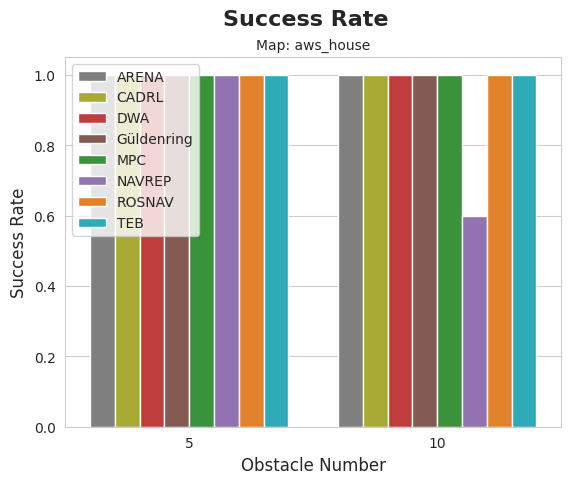 Success Rate
Map: aws_house
1.0
0.8
0.6
0.4
0.2
0.0
Success Rate
ARENA
CADRL
DWA
Güldenring
MPC
NAVREP
ROSNAV
TEB
5
10
Obstacle Number